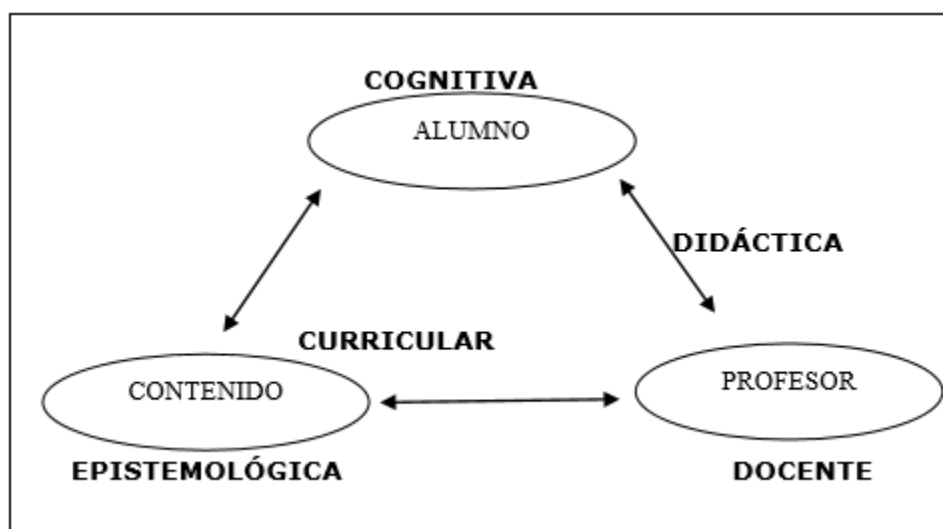 COGNITIVA
ALUMNO
DIDÁCTICA
CURRICULAR
CONTENIDO
PROFESOR
EPISTEMOLÓGICA
DOCENTE